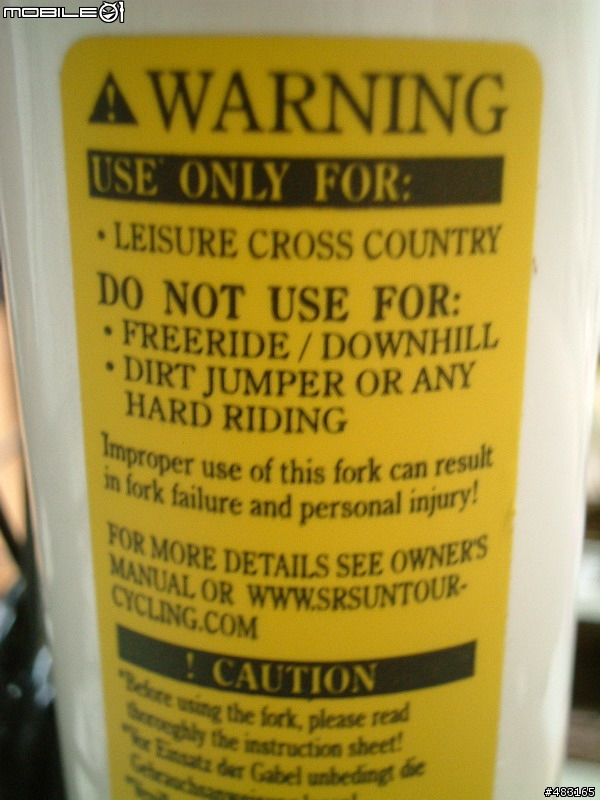 MOBILE01
WARNING
USE ONLY FOR:
• LEISURE CROSS COUNTRY
DO NOT USE FOR:
• FREERIDE / DOWNHILL
• DIRT JUMPER OR ANY
HARD RIDING
Improper use of this fork can result
in fork failure and personal injury!
FOR MORE DETAILS SEE OWNER'S
MANUAL OR WWW.SRSUNTOUR-
CYCLING.COM
! CAUTION
*Before using the fork, please read
thoroughly the instruction sheet!
*Vor Einsatz der Gabel unbedingt die
#483165